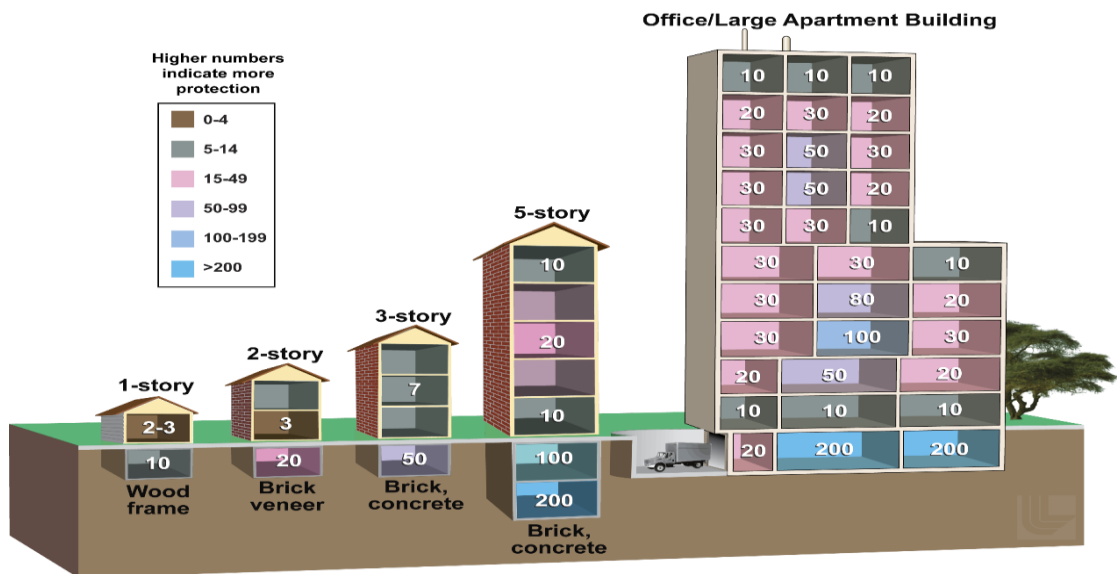 Office/Large Apartment Building
Higher numbers
indicate more
protection
0-4
5-14
15-49
50-99
100-199
>200
10 10 10
20 30 20
30 50 30
30 50 20
30 30 10
30 30 10
30 80 20
30 100 30
20 50 20
10 10 10
20 200 200
5-story
10
20
10
100
200
Brick,
concrete
3-story
7
50
Brick,
concrete
2-story
3
20
Brick
veneer
1-story
2-3
10
Wood
frame